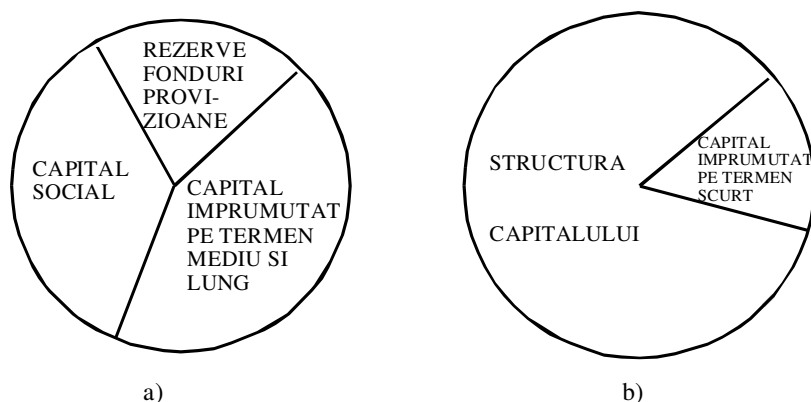 REZERVE
FONDURI
PROVI-
ZIOANE
CAPITAL
SOCIAL
CAPITAL
IMPRUMUTAT
PE TERMEN
MEDIU SI
LUNG
a)
STRUCTURA
CAPITALULUI
CAPITAL
IMPRUMUTAT
PE TERMEN
SCURT
b)